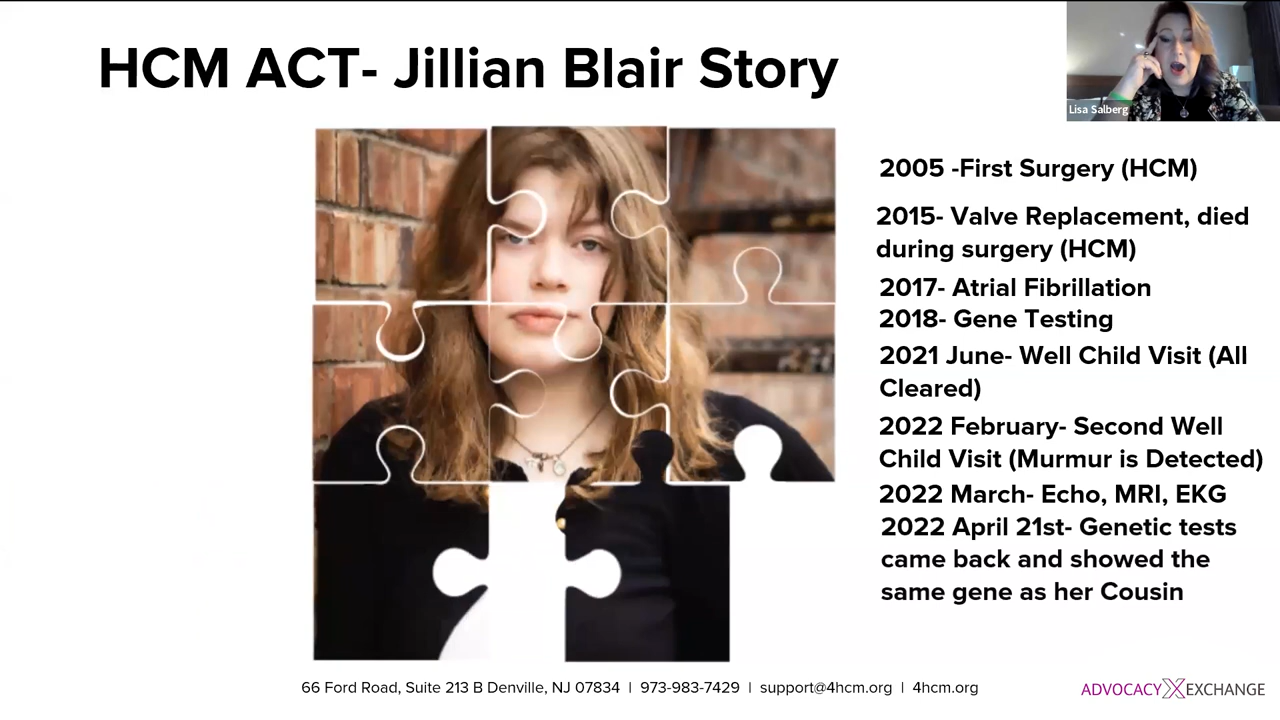 HCM ACT- Jillian Blair Story
Lisa Salberg
2005 -First Surgery (HCM)
2015- Valve Replacement, died
during surgery (HCM)
2017- Atrial Fibrillation
2018- Gene Testing
2021 June- Well Child Visit (All
Cleared)
2022 February- Second Well
Child Visit (Murmur is Detected)
2022 March- Echo, MRI, EKG
2022 April 21st- Genetic tests
came back and showed the
same gene as her Cousin
66 Ford Road, Suite 213 B Denville, NJ 07834 | 973-983-7429 | support@4hcm.org | 4hcm.org
ADVOCACY X EXCHANGE